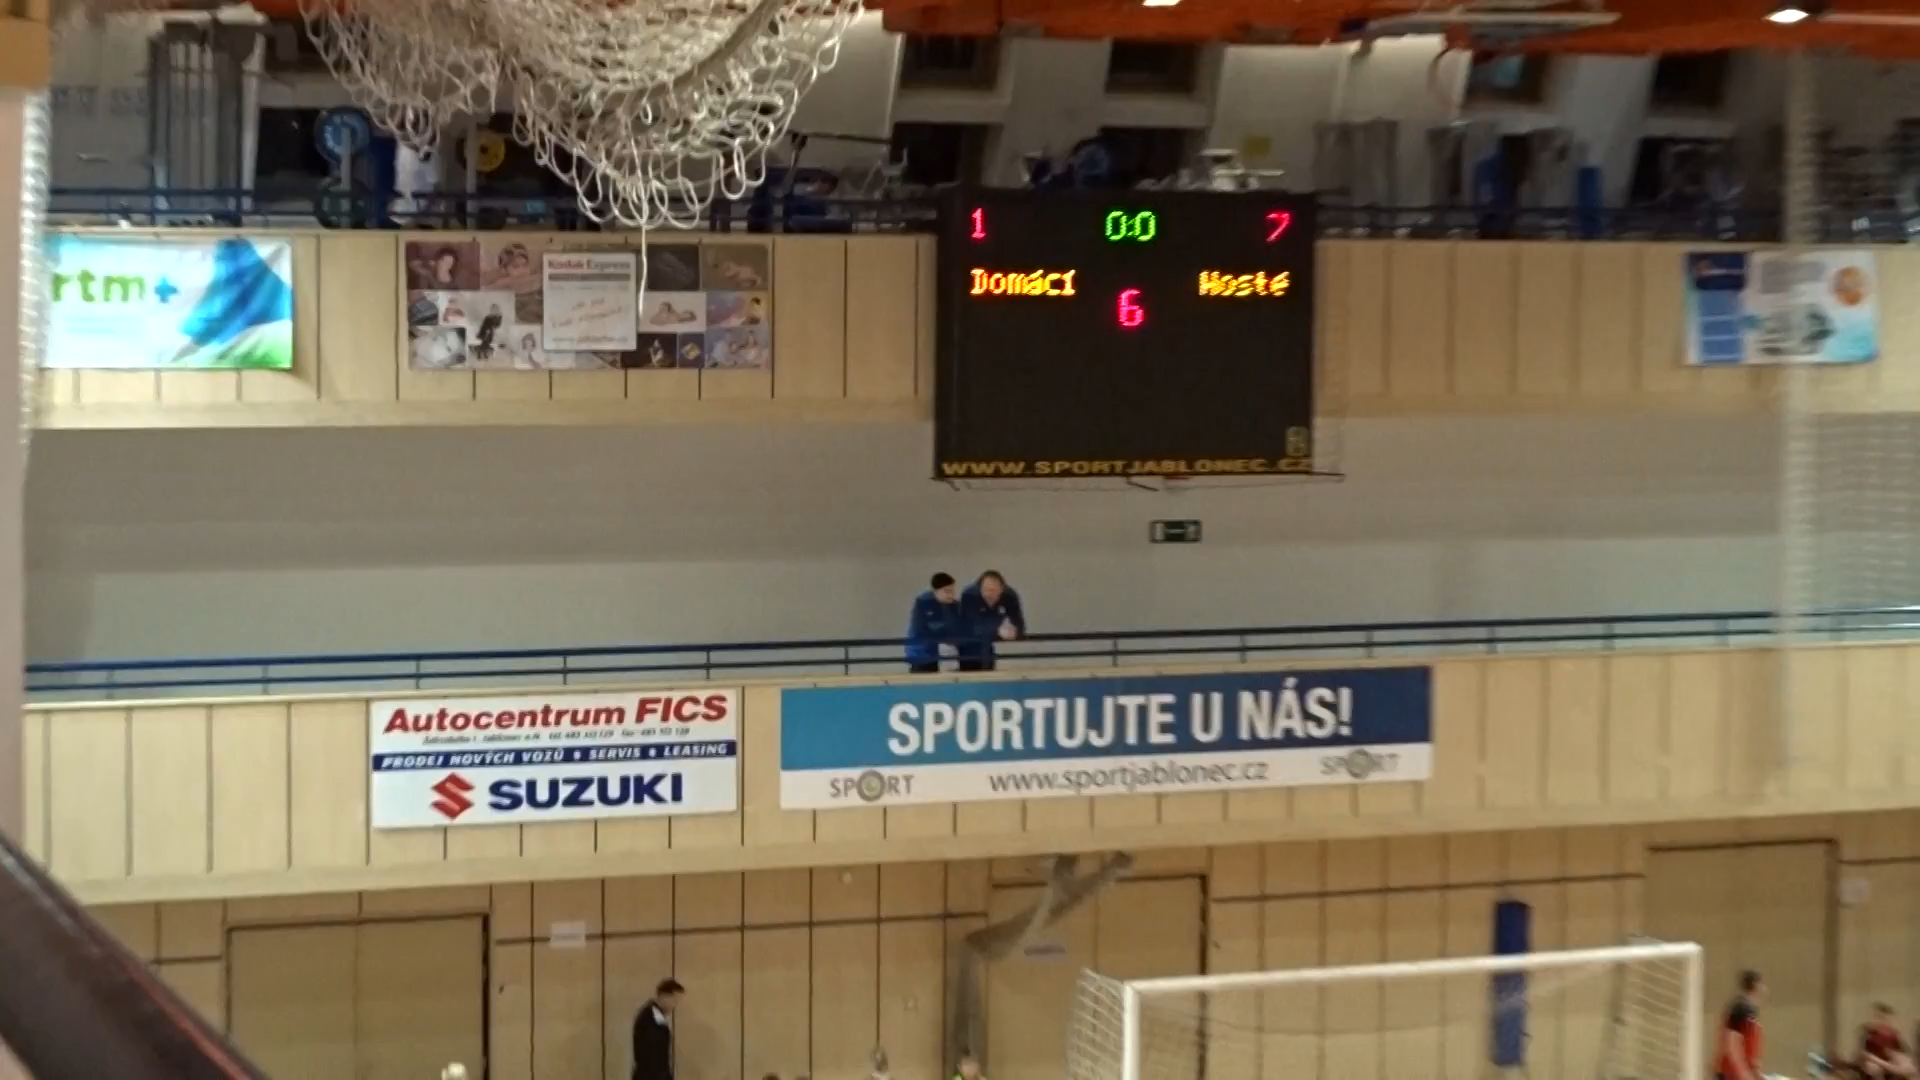 rtm+
Kodak Express
1 0:0 7
Domácí Hosté
6
WWW.SPORTJABLONEC.CZ
Autocentrum FICS
PRODEJ NOVÝCH VOZŮ SERVIS LEASING
SUZUKI
SPORTUJTE U NÁS!
SPORT www.sportjablonec.cz SPORT